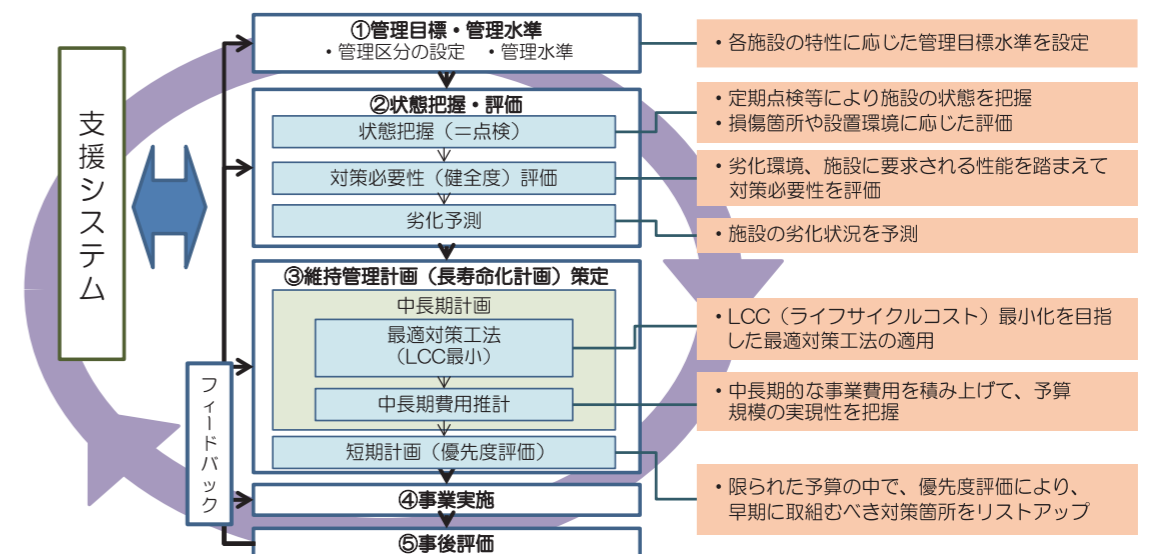 ①管理目標・管理水準
・管理区分の設定　・管理水準
・各施設の特性に応じた管理目標水準を設定
支援システム
②状態把握・評価
状態把握（＝点検）
・定期点検等により施設の状態を把握
・損傷箇所や設置環境に応じた評価
対策必要性（健全度）評価
・劣化環境、施設に要求される性能を踏まえて
対策必要性を評価
劣化予測
・施設の劣化状況を予測
③維持管理計画（長寿命化計画）策定
中長期計画
最適対策工法
（LCC最小）
・LCC（ライフサイクルコスト）最小化を目指
した最適対策工法の適用
中長期費用推計
・中長期的な事業費用を積み上げて、予算
規模の実現性を把握
短期計画（優先度評価）
・限られた予算の中で、優先度評価により、
早期に取組むべき対策箇所をリストアップ
フィードバック
④事業実施
⑤事後評価